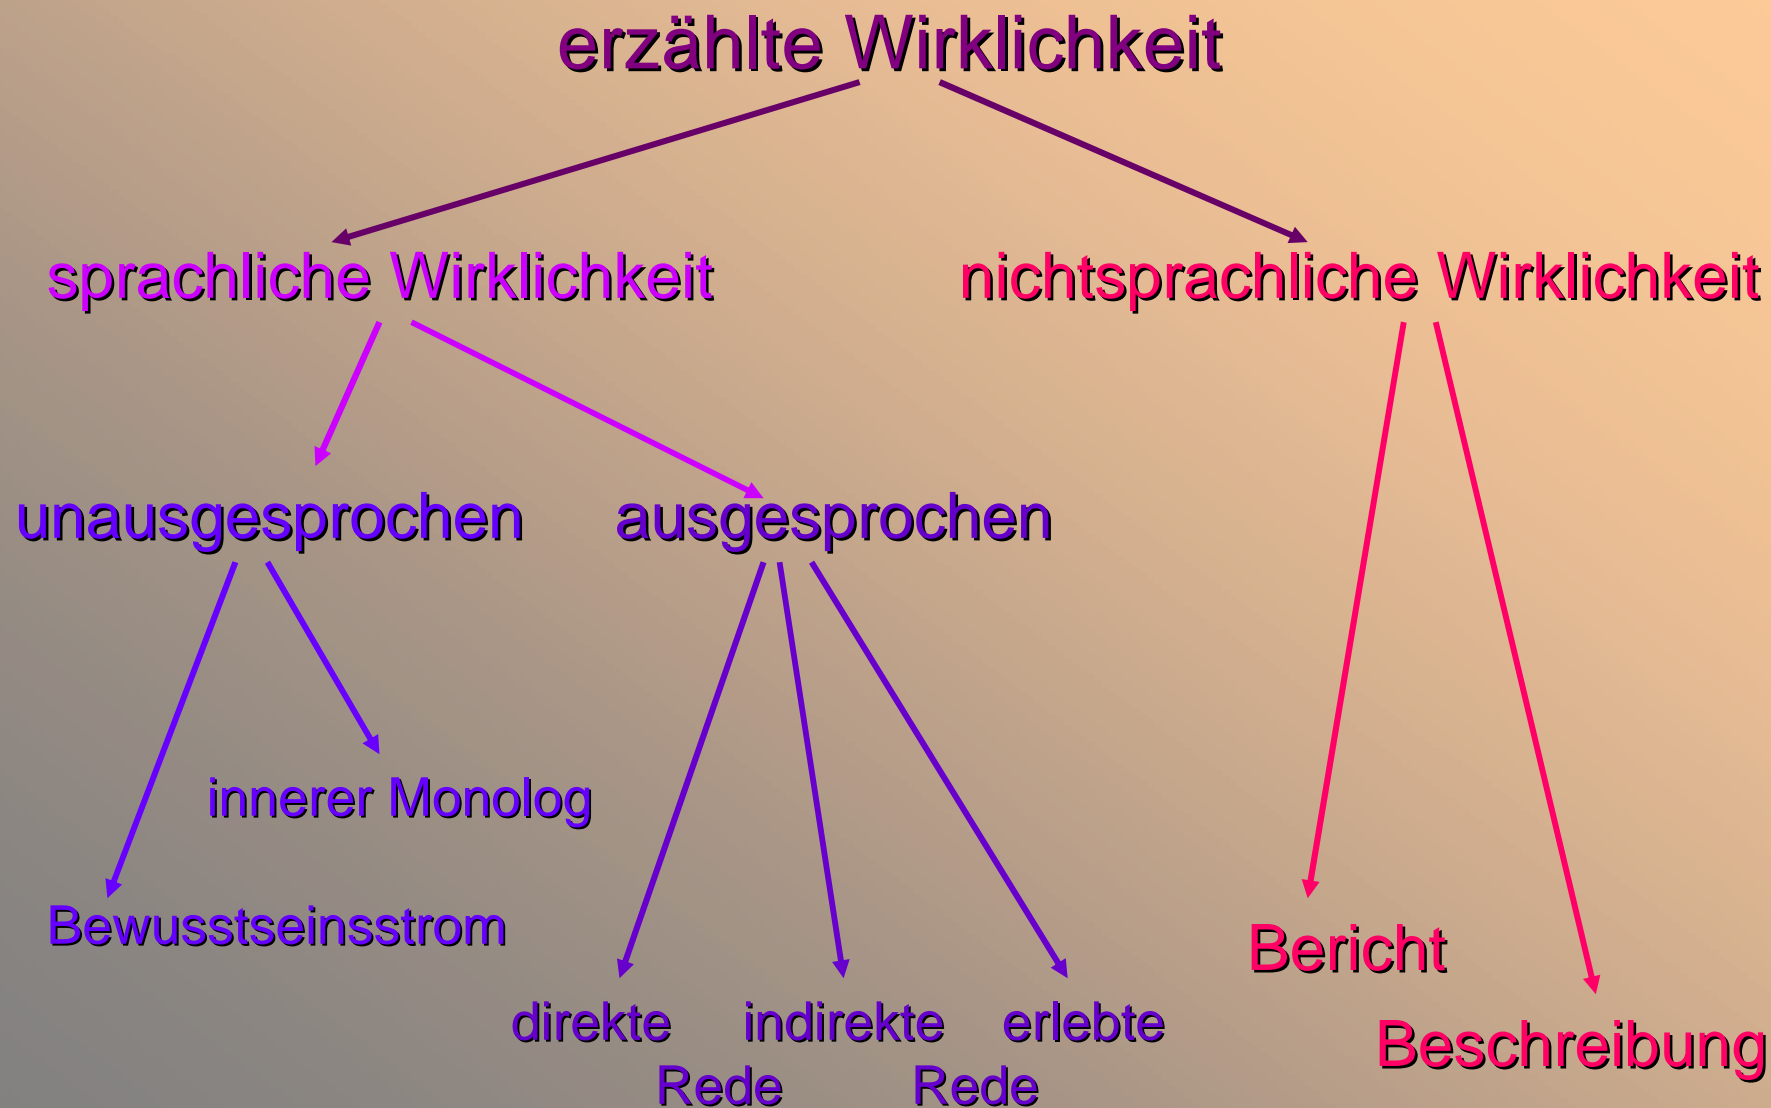 erzählte Wirklichkeit
sprachliche Wirklichkeit nichtsprachliche Wirklichkeit
unausgesprochen ausgesprochen
innerer Monolog
Bewusstseinsstrom
Bericht
direkte indirekte erlebte
Beschreibung
Rede Rede